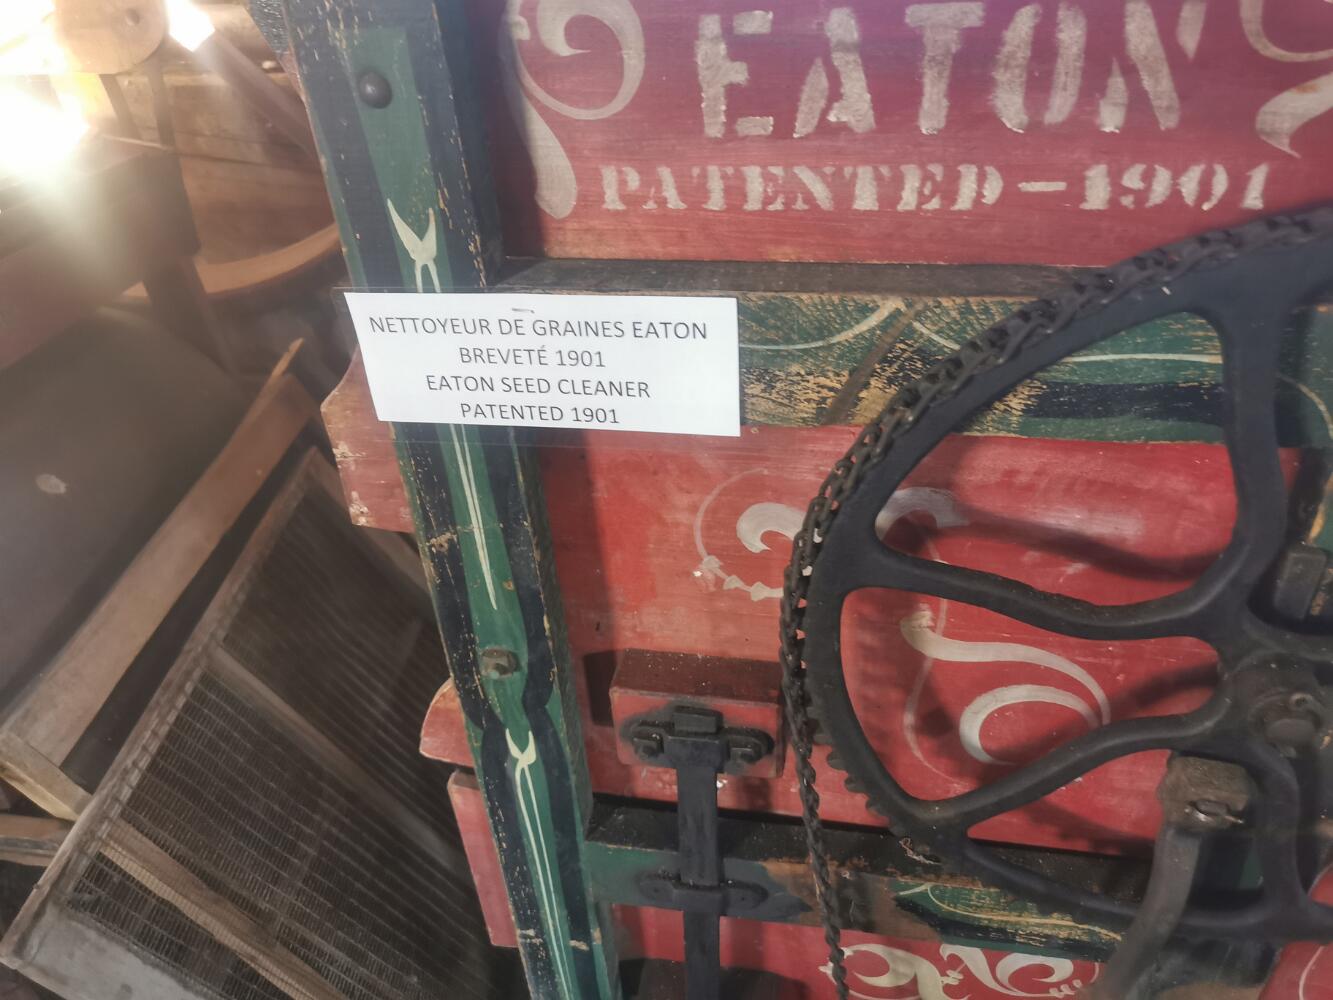 EATON
PATENTED-1901
NETTOYEUR DE GRAINES EATON
BREVETÉ 1901
EATON SEED CLEANER
PATENTED 1901